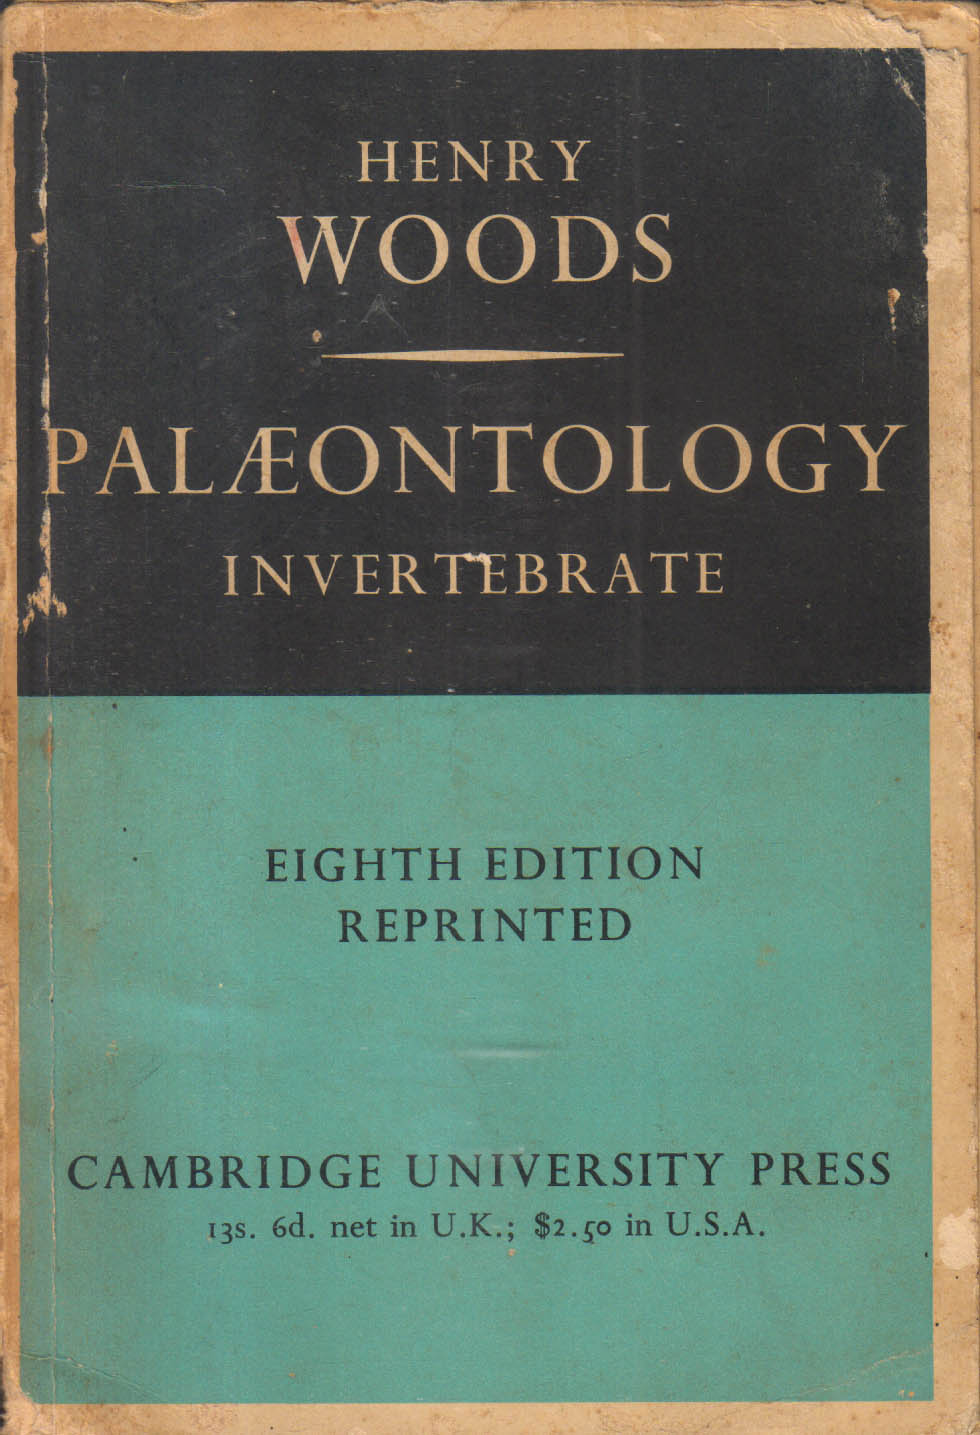 HENRY
WOODS
PALÆONTOLOGY
INVERTEBRATE
EIGHTH EDITION
REPRINTED
CAMBRIDGE UNIVERSITY PRESS
13s. 6d. net in U.K.; $2.50 in U.S.A.